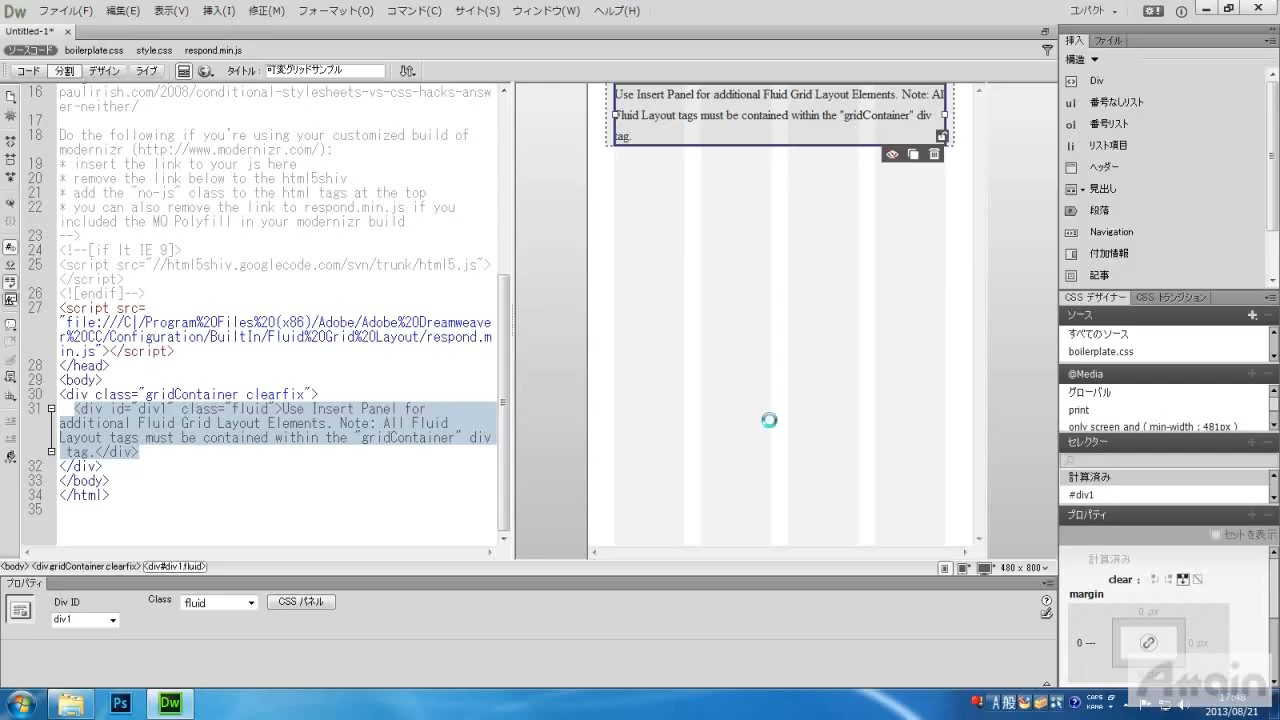 Dw ファイル(F) 編集(E) 表示(V) 挿入(I) 修正(M) フォーマット(O) コマンド(C) サイト(S) ウィンドウ(W) ヘルプ(H) コンパクト
Untitled-1* ×
ソースコード boilerplate.css style.css respond.min.js
コード 分割 デザイン ライブ タイトル: 可変グリッドサンプル
16 paulirish.com/2008/conditional-stylesheets-vs-css-hacks-answ
er-neither/
17
18 Do the following if you're using your customized build of
modernizr (http://www.modernizr.com/):
19 * insert the link to your js here
20 * remove the link below to the html5shiv
21 * add the "no-js" class to the html tags at the top
22 * you can also remove the link to respond.min.js if you
included the MQ Polyfill in your modernizr build
23 -->
24 <!--[if lt IE 9]>
25 <script src="//html5shiv.googlecode.com/svn/trunk/html5.js">
</script>
26 <![endif]-->
27 <script src=
"file:///C|/Program%20Files%20(x86)/Adobe/Adobe%20Dreamweave
r%20CC/Configuration/BuiltIn/Fluid%20Grid%20Layout/respond.m
in.js"></script>
28 </head>
29 <body>
30 <div class="gridContainer clearfix">
31 <div id="div1" class="fluid">Use Insert Panel for
additional Fluid Grid Layout Elements. Note: All Fluid
Layout tags must be contained within the "gridContainer" div
tag.</div>
32 </div>
33 </body>
34 </html>
35
Use Insert Panel for additional Fluid Grid Layout Elements. Note: All
Fluid Layout tags must be contained within the "gridContainer" div
tag.
<body> <div.gridContainer.clearfix> <div#div1.fluid>
480 x 800
プロパティ
Div ID Class fluid CSS パネル
div1
挿入 ファイル
構造
Div
ul 番号なしリスト
ol 番号リスト
li リスト項目
ヘッダー
見出し
段落
Navigation
付加情報
記事
CSS デザイナー CSS トランジション
ソース
すべてのソース
boilerplate.css
@Media
グローバル
print
only screen and ( min-width : 481px )
セレクター
計算済み
#div1
プロパティ
セットを表示
計算済み
clear :
margin
0 px
0 --- 0 px
Ps Dw
A 般 CAPS KANA
17:48
2013/08/21